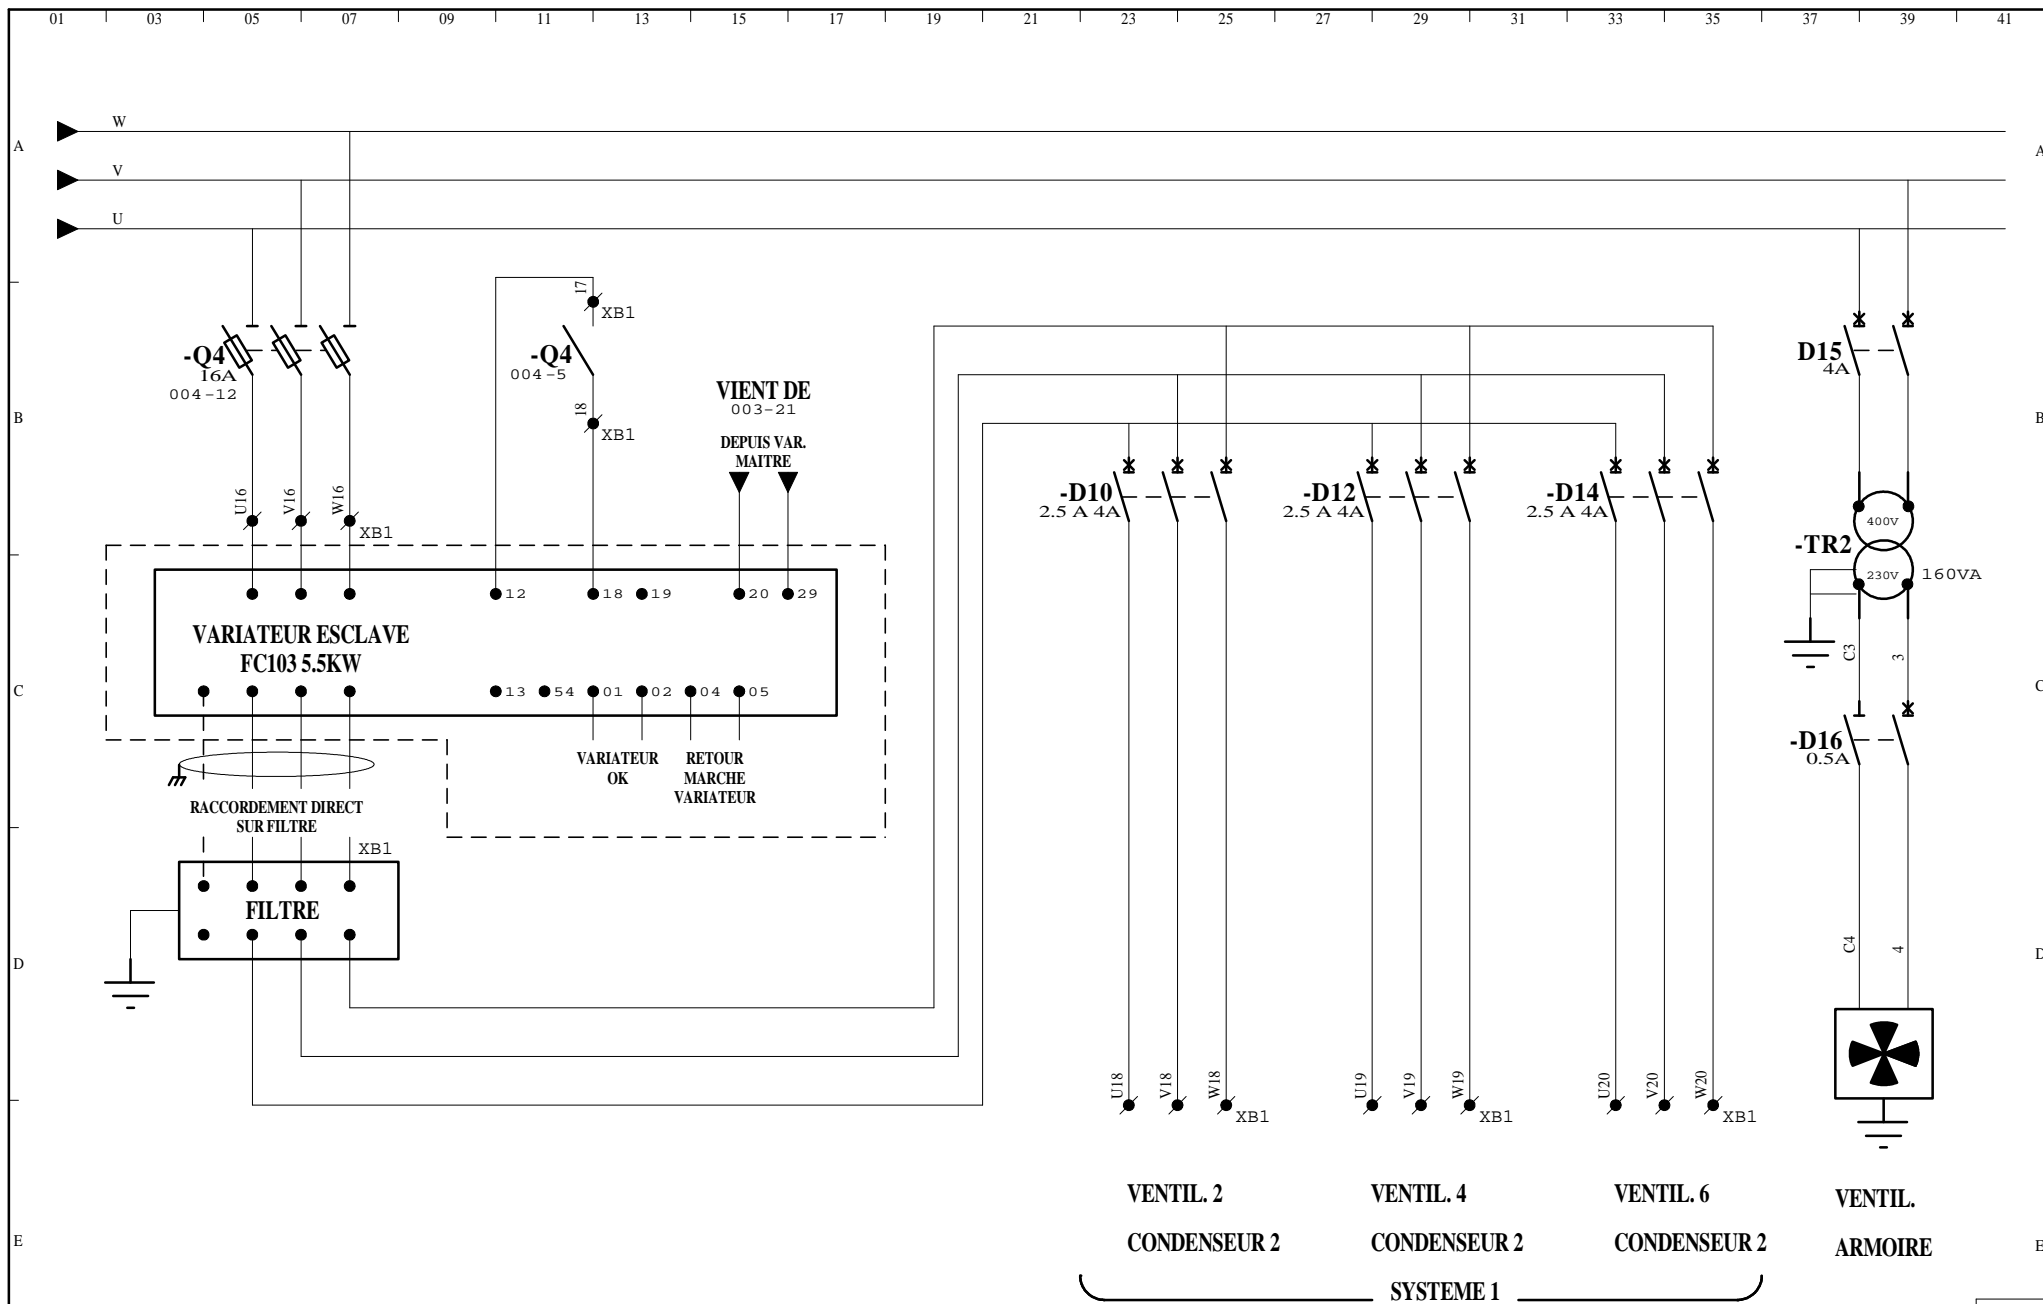 01 03 05 07 09 11 13 15 17 19 21 23 25 27 29 31 33 35 37 39 41
W
A A
V
U
17
XB1
-Q4
16A
004-12
-Q4
004-5
18
XB1
VIENT DE
003-21
DEPUIS VAR.
MAITRE
D15
4A
B B
-D10
2.5 A 4A
-D12
2.5 A 4A
-D14
2.5 A 4A
U16 V16 W16
XB1
400V
-TR2
230V
160VA
12 18 19 20 29
VARIATEUR ESCLAVE
FC103 5.5KW
C3 3
C C
13 54 01 02 04 05
-D16
0.5A
VARIATEUR
OK
RETOUR
MARCHE
VARIATEUR
RACCORDEMENT DIRECT
SUR FILTRE
XB1
FILTRE
C4 4
D D
U18 V18 W18
XB1
U19 V19 W19
XB1
U20 V20 W20
XB1
VENTIL. 2
CONDENSEUR 2
VENTIL. 4
CONDENSEUR 2
VENTIL. 6
CONDENSEUR 2
VENTIL.
ARMOIRE
E E
SYSTEME 1